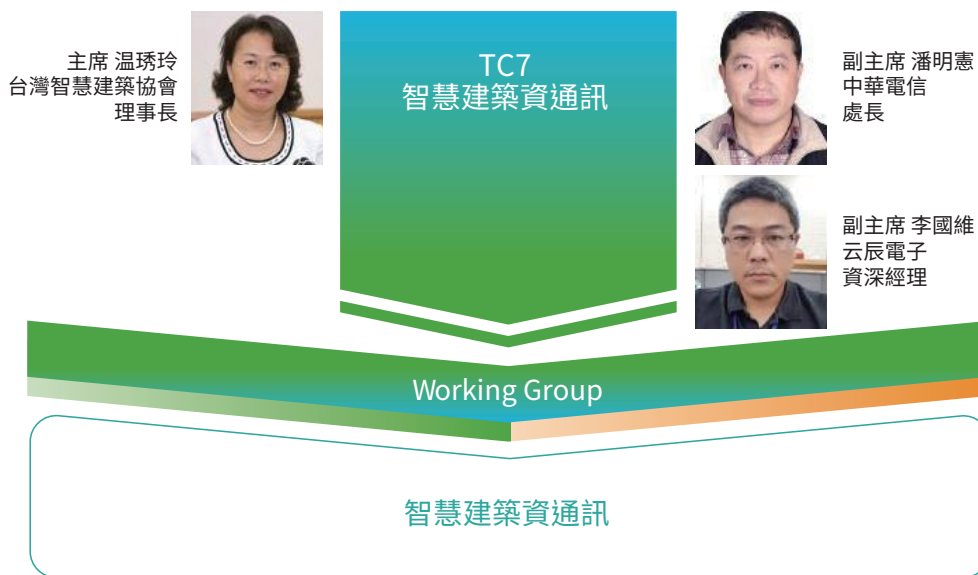 主席 温琇玲
台灣智慧建築協會
理事長
TC7
智慧建築資通訊
副主席 潘明憲
中華電信
處長
副主席 李國維
云辰電子
資深經理
Working Group
智慧建築資通訊